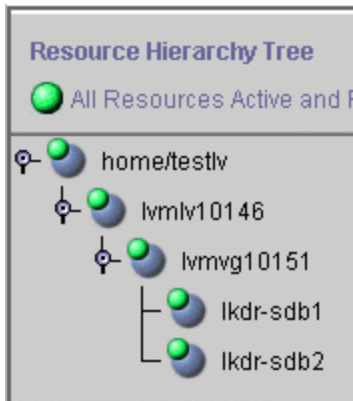 Resource Hierarchy Tree
All Resources Active and
home/testlv
lvmlv10146
lvmvg10151
lkdr-sdb1
lkdr-sdb2